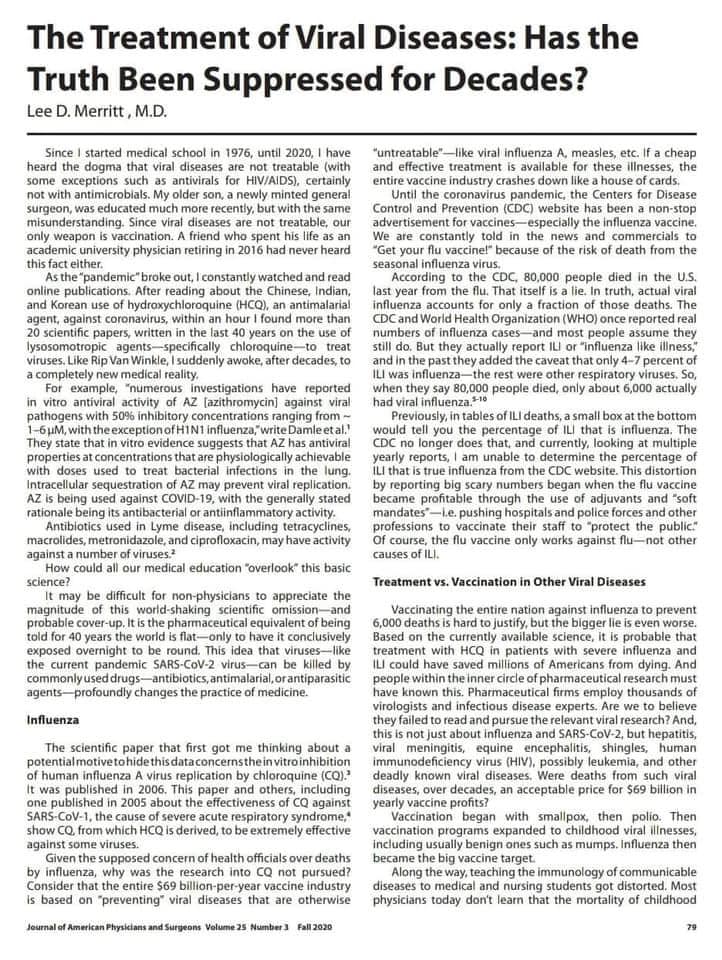 The Treatment of Viral Diseases: Has the
Truth Been Suppressed for Decades?
Lee D. Merritt , M.D.
Since I started medical school in 1976, until 2020, I have
heard the dogma that viral diseases are not treatable (with
some exceptions such as antivirals for HIV/AIDS), certainly
not with antimicrobials. My older son, a newly minted general
surgeon, was educated much more recently, but with the same
misunderstanding. Since viral diseases are not treatable, our
only weapon is vaccination. A friend who spent his life as an
academic university physician retiring in 2016 had never heard
this fact either.
As the "pandemic" broke out, I constantly watched and read
online publications. After reading about the Chinese, Indian,
and Korean use of hydroxychloroquine (HCQ), an antimalarial
agent, against coronavirus, within an hour I found more than
20 scientific papers, written in the last 40 years on the use of
lysosomotropic agents—specifically chloroquine—to treat
viruses. Like Rip Van Winkle, I suddenly awoke, after decades, to
a completely new medical reality.
For example, "numerous investigations have reported
in vitro antiviral activity of AZ [azithromycin] against viral
pathogens with 50% inhibitory concentrations ranging from ~
1–6 µM, with the exception of H1N1 influenza," write Damle et al.¹
They state that in vitro evidence suggests that AZ has antiviral
properties at concentrations that are physiologically achievable
with doses used to treat bacterial infections in the lung.
Intracellular sequestration of AZ may prevent viral replication.
AZ is being used against COVID-19, with the generally stated
rationale being its antibacterial or antiinflammatory activity.
Antibiotics used in Lyme disease, including tetracyclines,
macrolides, metronidazole, and ciprofloxacin, may have activity
against a number of viruses.²
How could all our medical education "overlook" this basic
science?
It may be difficult for non-physicians to appreciate the
magnitude of this world-shaking scientific omission—and
probable cover-up. It is the pharmaceutical equivalent of being
told for 40 years the world is flat—only to have it conclusively
exposed overnight to be round. This idea that viruses—like
the current pandemic SARS-CoV-2 virus—can be killed by
commonly used drugs—antibiotics, antimalarial, or antiparasitic
agents—profoundly changes the practice of medicine.
Influenza
The scientific paper that first got me thinking about a
potential motive to hide this data concerns the in vitro inhibition
of human influenza A virus replication by chloroquine (CQ).³
It was published in 2006. This paper and others, including
one published in 2005 about the effectiveness of CQ against
SARS-CoV-1, the cause of severe acute respiratory syndrome,⁴
show CQ, from which HCQ is derived, to be extremely effective
against some viruses.
Given the supposed concern of health officials over deaths
by influenza, why was the research into CQ not pursued?
Consider that the entire $69 billion-per-year vaccine industry
is based on "preventing" viral diseases that are otherwise
"untreatable"—like viral influenza A, measles, etc. If a cheap
and effective treatment is available for these illnesses, the
entire vaccine industry crashes down like a house of cards.
Until the coronavirus pandemic, the Centers for Disease
Control and Prevention (CDC) website has been a non-stop
advertisement for vaccines—especially the influenza vaccine.
We are constantly told in the news and commercials to
"Get your flu vaccine!" because of the risk of death from the
seasonal influenza virus.
According to the CDC, 80,000 people died in the U.S.
last year from the flu. That itself is a lie. In truth, actual viral
influenza accounts for only a fraction of those deaths. The
CDC and World Health Organization (WHO) once reported real
numbers of influenza cases—and most people assume they
still do. But they actually report ILI or "influenza like illness,"
and in the past they added the caveat that only 4–7 percent of
ILI was influenza—the rest were other respiratory viruses. So,
when they say 80,000 people died, only about 6,000 actually
had viral influenza.⁵⁻¹⁰
Previously, in tables of ILI deaths, a small box at the bottom
would tell you the percentage of ILI that is influenza. The
CDC no longer does that, and currently, looking at multiple
yearly reports, I am unable to determine the percentage of
ILI that is true influenza from the CDC website. This distortion
by reporting big scary numbers began when the flu vaccine
became profitable through the use of adjuvants and "soft
mandates"—i.e. pushing hospitals and police forces and other
professions to vaccinate their staff to "protect the public."
Of course, the flu vaccine only works against flu—not other
causes of ILI.
Treatment vs. Vaccination in Other Viral Diseases
Vaccinating the entire nation against influenza to prevent
6,000 deaths is hard to justify, but the bigger lie is even worse.
Based on the currently available science, it is probable that
treatment with HCQ in patients with severe influenza and
ILI could have saved millions of Americans from dying. And
people within the inner circle of pharmaceutical research must
have known this. Pharmaceutical firms employ thousands of
virologists and infectious disease experts. Are we to believe
they failed to read and pursue the relevant viral research? And,
this is not just about influenza and SARS-CoV-2, but hepatitis,
viral meningitis, equine encephalitis, shingles, human
immunodeficiency virus (HIV), possibly leukemia, and other
deadly known viral diseases. Were deaths from such viral
diseases, over decades, an acceptable price for $69 billion in
yearly vaccine profits?
Vaccination began with smallpox, then polio. Then
vaccination programs expanded to childhood viral illnesses,
including usually benign ones such as mumps. Influenza then
became the big vaccine target.
Along the way, teaching the immunology of communicable
diseases to medical and nursing students got distorted. Most
physicians today don't learn that the mortality of childhood
Journal of American Physicians and Surgeons Volume 25 Number 3 Fall 2020
79